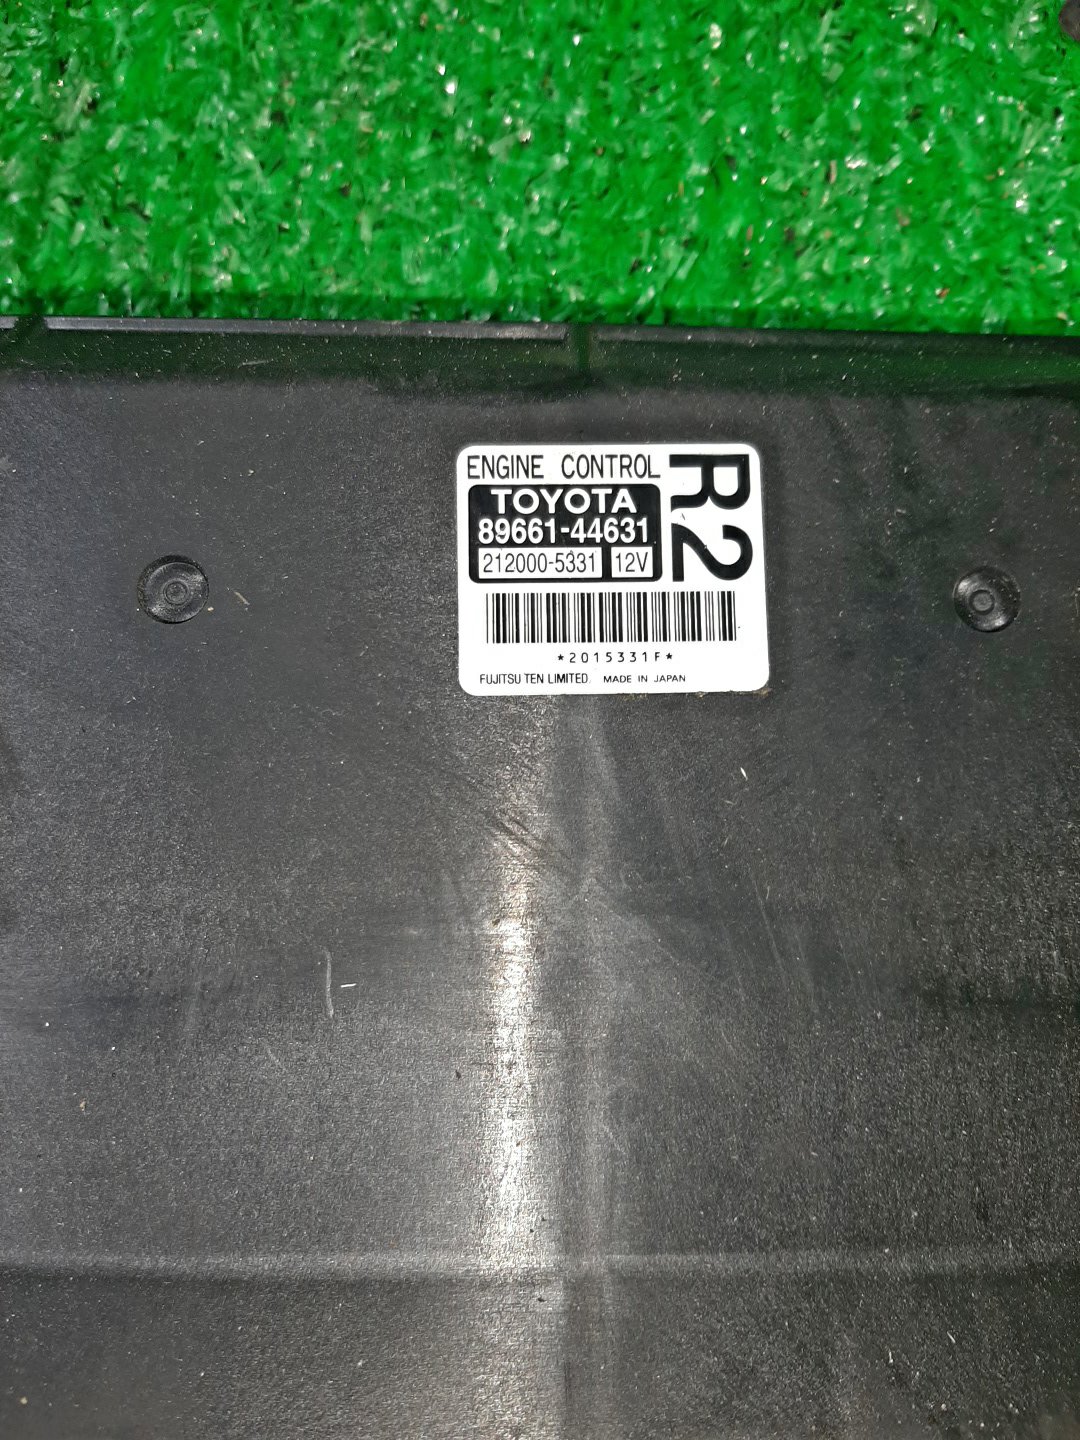 ENGINE CONTROL
R2
TOYOTA
89661-44631
212000-5331 12V
*2015331F*
FUJITSU TEN LIMITED. MADE IN JAPAN